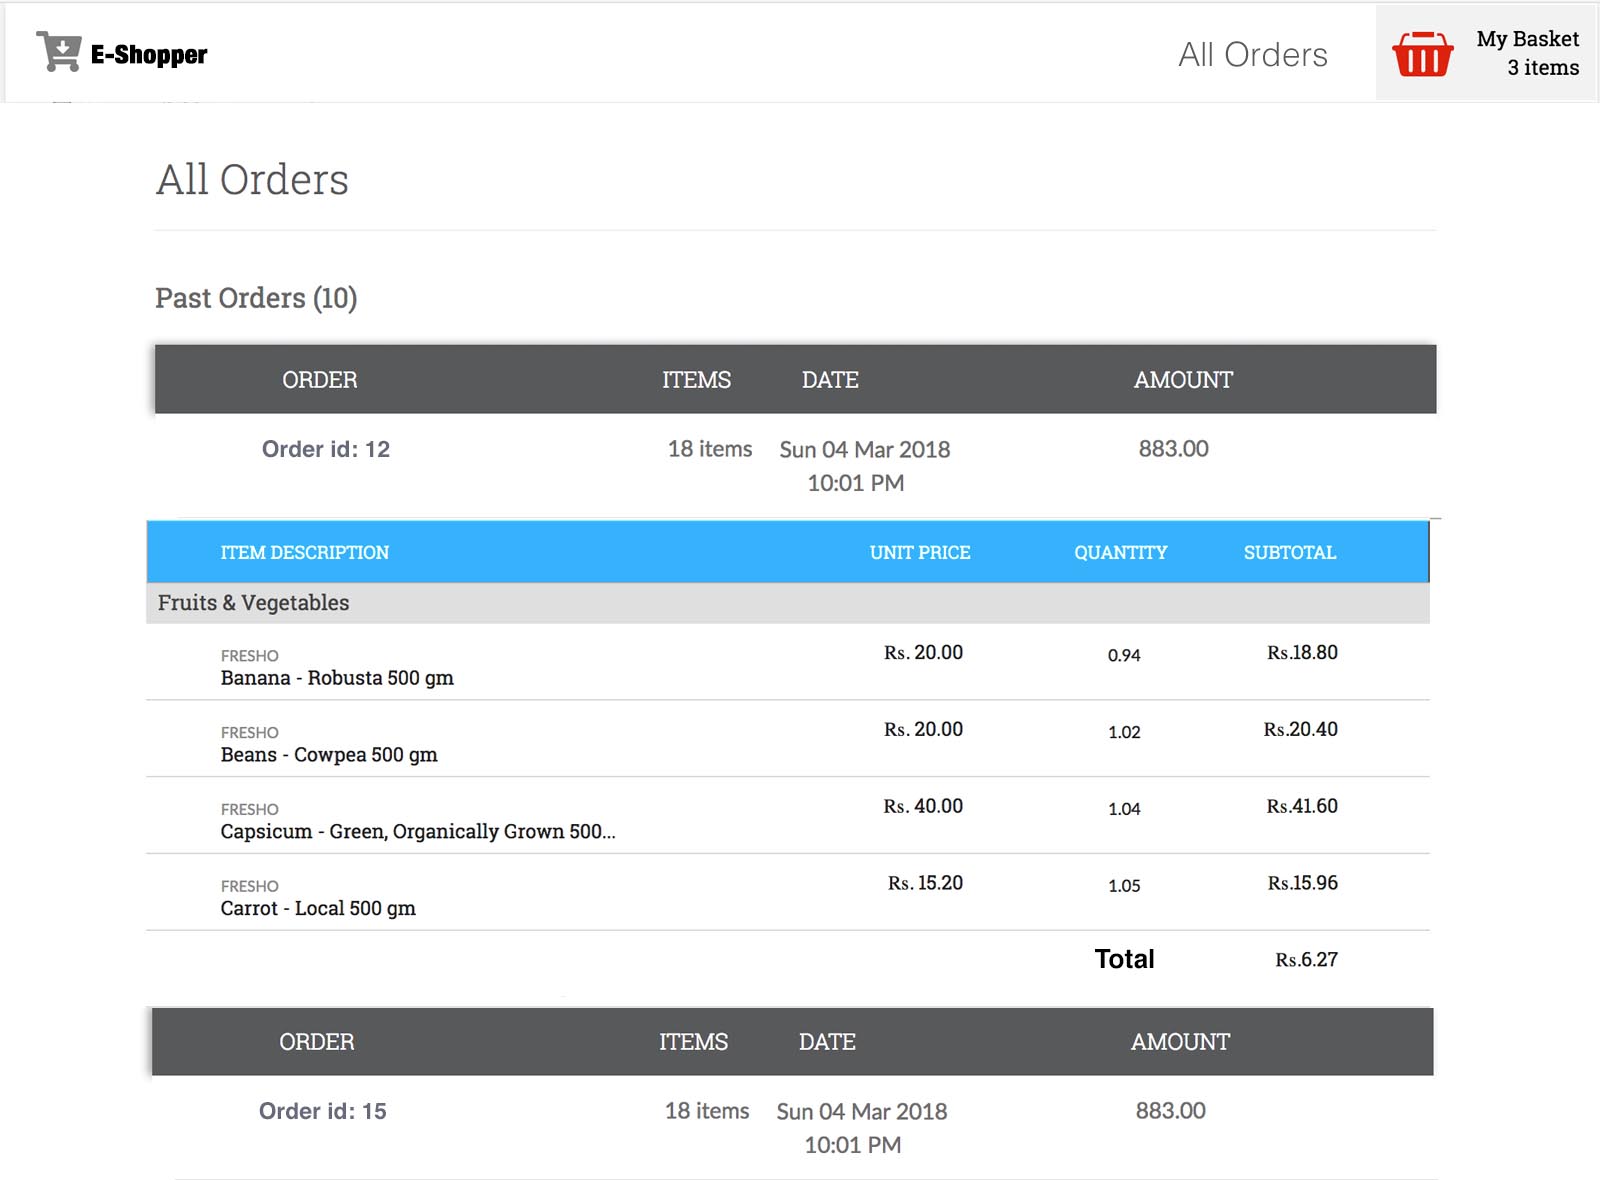 E-Shopper
All Orders
My Basket
3 items
All Orders
Past Orders (10)
ORDER ITEMS DATE AMOUNT
Order id: 12 18 items Sun 04 Mar 2018 883.00
10:01 PM
ITEM DESCRIPTION UNIT PRICE QUANTITY SUBTOTAL
Fruits & Vegetables
FRESHO Rs. 20.00 0.94 Rs.18.80
Banana - Robusta 500 gm
FRESHO Rs. 20.00 1.02 Rs.20.40
Beans - Cowpea 500 gm
FRESHO Rs. 40.00 1.04 Rs.41.60
Capsicum - Green, Organically Grown 500...
FRESHO Rs. 15.20 1.05 Rs.15.96
Carrot - Local 500 gm
Total Rs.6.27
ORDER ITEMS DATE AMOUNT
Order id: 15 18 items Sun 04 Mar 2018 883.00
10:01 PM